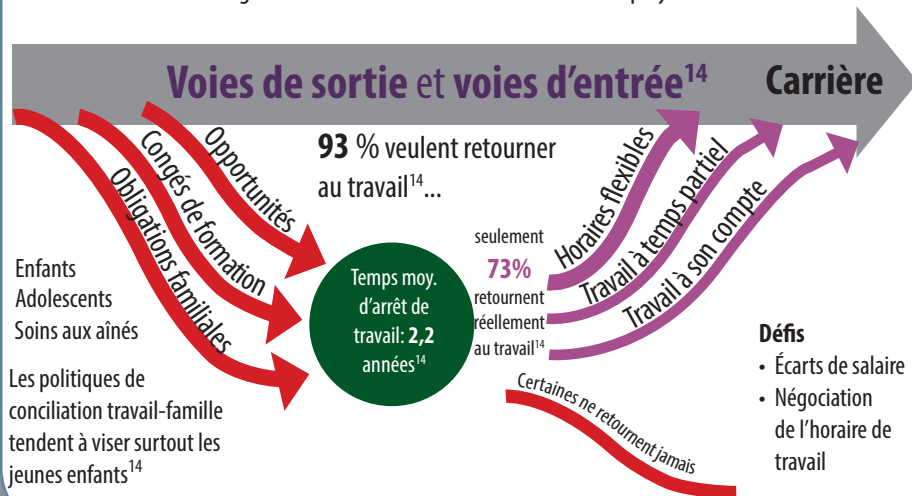 Voies de sortie et voies d'entrée14
Carrière
Opportunités
Congés de formation
Obligations familiales
93 % veulent retourner
au travail14...
Enfants
Adolescents
Soins aux aînés
Les politiques de
conciliation travail-famille
tendent à viser surtout les
jeunes enfants14
Temps moy.
d'arrêt de
travail: 2,2
années14
seulement
73%
retournent
réellement
au travail14
Horaires flexibles
Travail à temps partiel
Travail à son compte
Certaines ne retournent jamais
Défis
• Écarts de salaire
• Négociation
de l'horaire de
travail